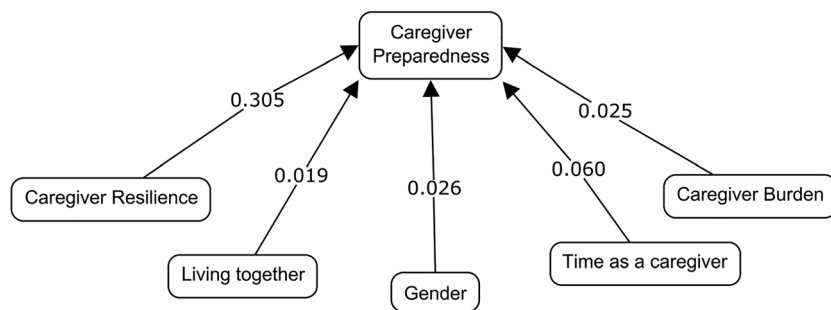 Caregiver
Preparedness
0.305
0.025
0.019
0.026
0.060
Caregiver Resilience
Caregiver Burden
Living together
Gender
Time as a caregiver